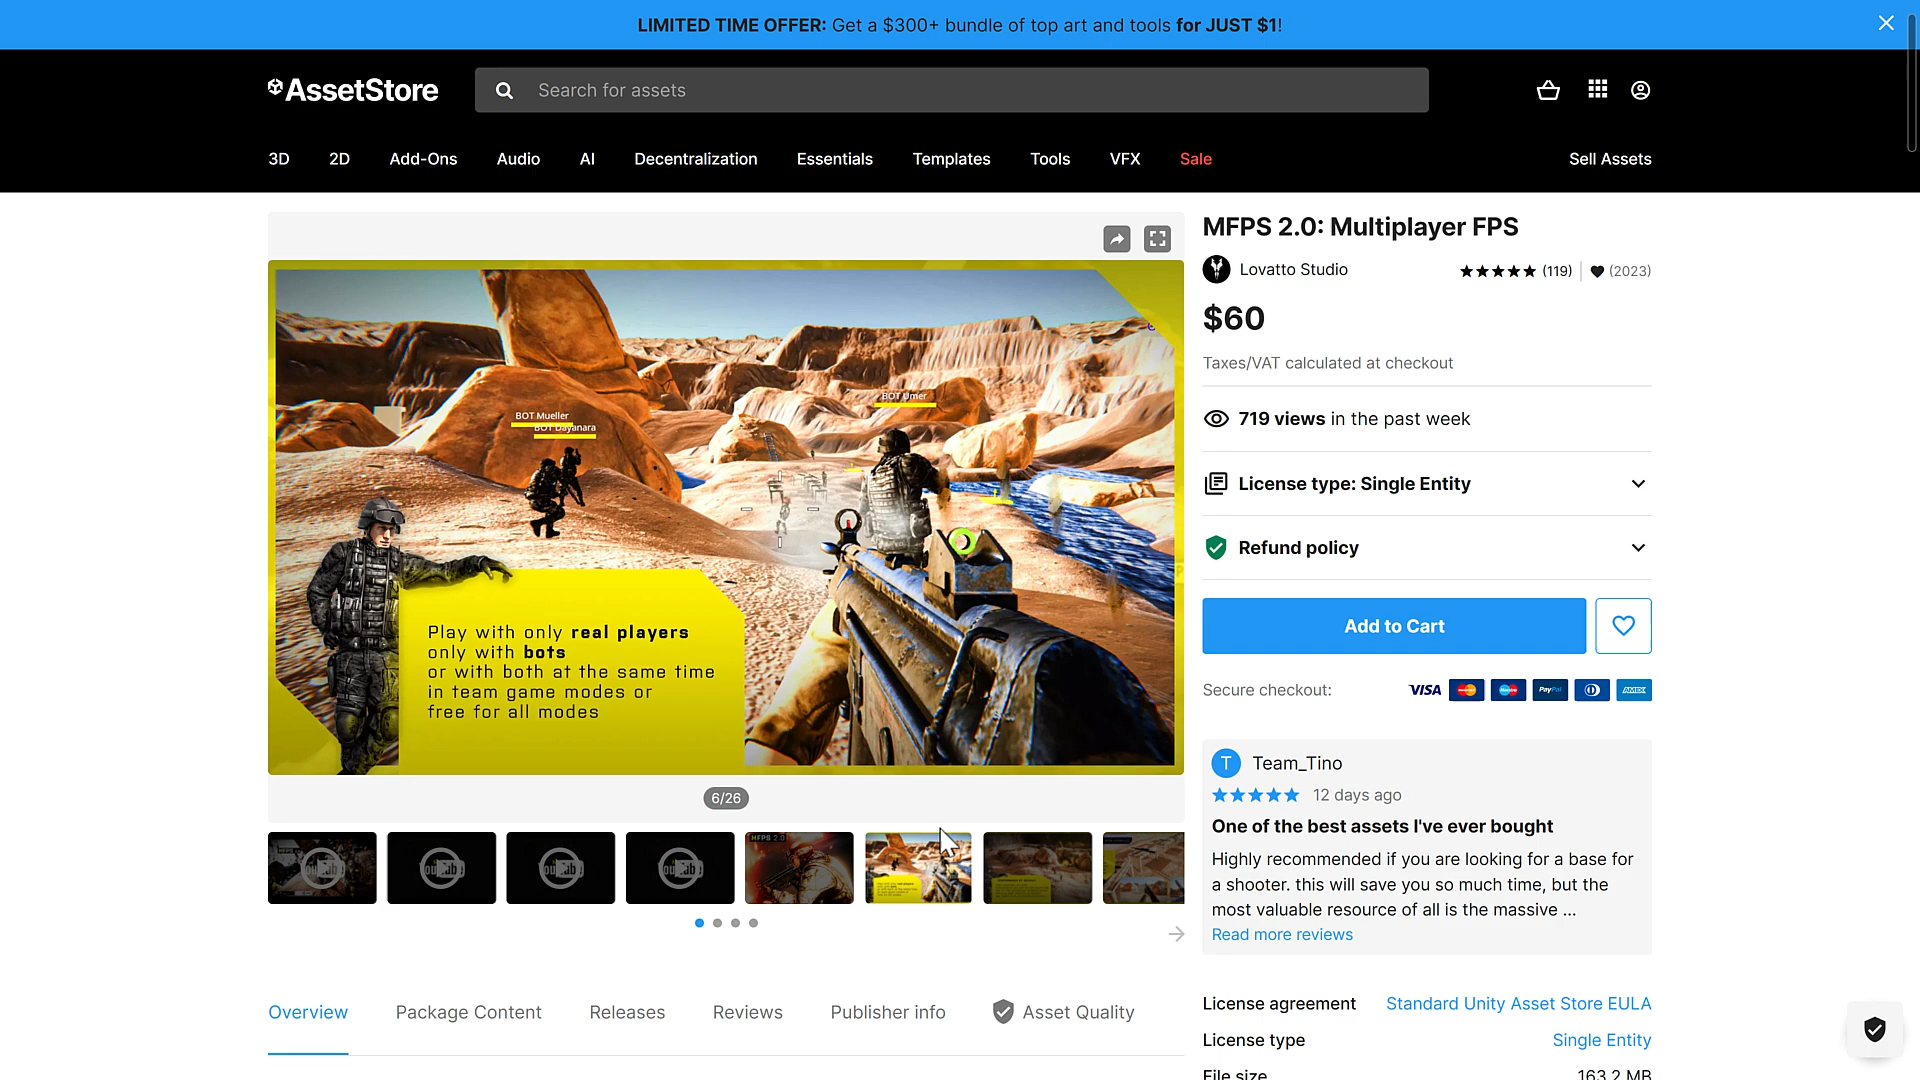 LIMITED TIME OFFER: Get a $300+ bundle of top art and tools for JUST $1!
AssetStore
Search for assets
3D
2D
Add-Ons
Audio
AI
Decentralization
Essentials
Templates
Tools
VFX
Sale
Sell Assets
BOT Mueller
BOT Dayanara
BOT Umer
Play with only real players
only with bots
or with both at the same time
in team game modes or
free for all modes
6/26
MFPS 2.0
MFPS 2.0: Multiplayer FPS
Lovatto Studio
(119)
(2023)
$60
Taxes/VAT calculated at checkout
719 views in the past week
License type: Single Entity
Refund policy
Add to Cart
Secure checkout:
VISA
PayPal
AMEX
T
Team_Tino
12 days ago
One of the best assets I've ever bought
Highly recommended if you are looking for a base for
a shooter. this will save you so much time, but the
most valuable resource of all is the massive ...
Read more reviews
Overview
Package Content
Releases
Reviews
Publisher info
Asset Quality
License agreement
Standard Unity Asset Store EULA
License type
Single Entity
File size
163.2 MB